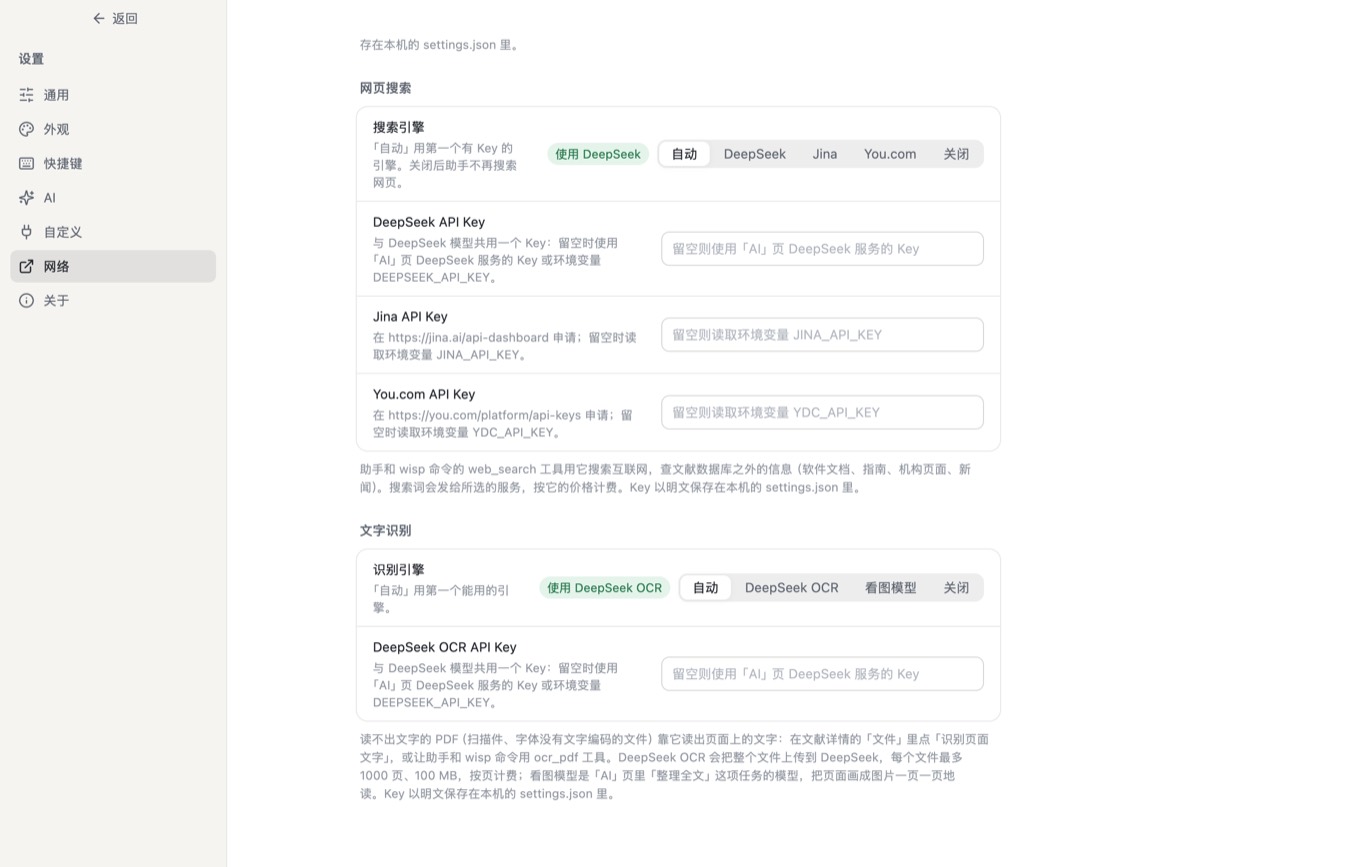 返回
设置
通用
外观
快捷键
AI
自定义
网络
关于
存在本机的 settings.json 里。
网页搜索
搜索引擎
「自动」用第一个有 Key 的
引擎。关闭后助手不再搜索
网页。
使用 DeepSeek
自动 DeepSeek Jina You.com 关闭
DeepSeek API Key
与 DeepSeek 模型共用一个 Key：留空时使用
「AI」页 DeepSeek 服务的 Key 或环境变量
DEEPSEEK_API_KEY。
留空则使用「AI」页 DeepSeek 服务的 Key
Jina API Key
在 https://jina.ai/api-dashboard 申请；留空时读
取环境变量 JINA_API_KEY。
留空则读取环境变量 JINA_API_KEY
You.com API Key
在 https://you.com/platform/api-keys 申请；留
空时读取环境变量 YDC_API_KEY。
留空则读取环境变量 YDC_API_KEY
助手和 wisp 命令的 web_search 工具用它搜索互联网，查文献数据库之外的信息（软件文档、指南、机构页面、新
闻）。搜索词会发给所选的服务，按它的价格计费。Key 以明文保存在本机的 settings.json 里。
文字识别
识别引擎
「自动」用第一个能用的引
擎。
使用 DeepSeek OCR
自动 DeepSeek OCR 看图模型 关闭
DeepSeek OCR API Key
与 DeepSeek 模型共用一个 Key：留空时使用
「AI」页 DeepSeek 服务的 Key 或环境变量
DEEPSEEK_API_KEY。
留空则使用「AI」页 DeepSeek 服务的 Key
读不出文字的 PDF（扫描件、字体没有文字编码的文件）靠它读出页面上的文字：在文献详情的「文件」里点「识别页面
文字」，或让助手和 wisp 命令用 ocr_pdf 工具。DeepSeek OCR 会把整个文件上传到 DeepSeek，每个文件最多
1000 页、100 MB，按页计费；看图模型是「AI」页里「整理全文」这项任务的模型，把页面画成图片一页一页地
读。Key 以明文保存在本机的 settings.json 里。